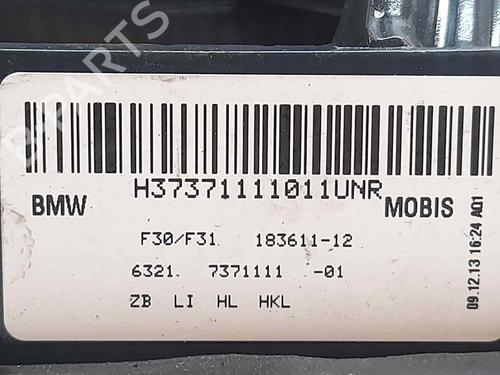 B-PARTS
H37371111011UNR
BMW
MOBIS
F30/F31 183611-12
6321. 7371111 -01
ZB LI HL HKL
09.12.13 16:24 A01